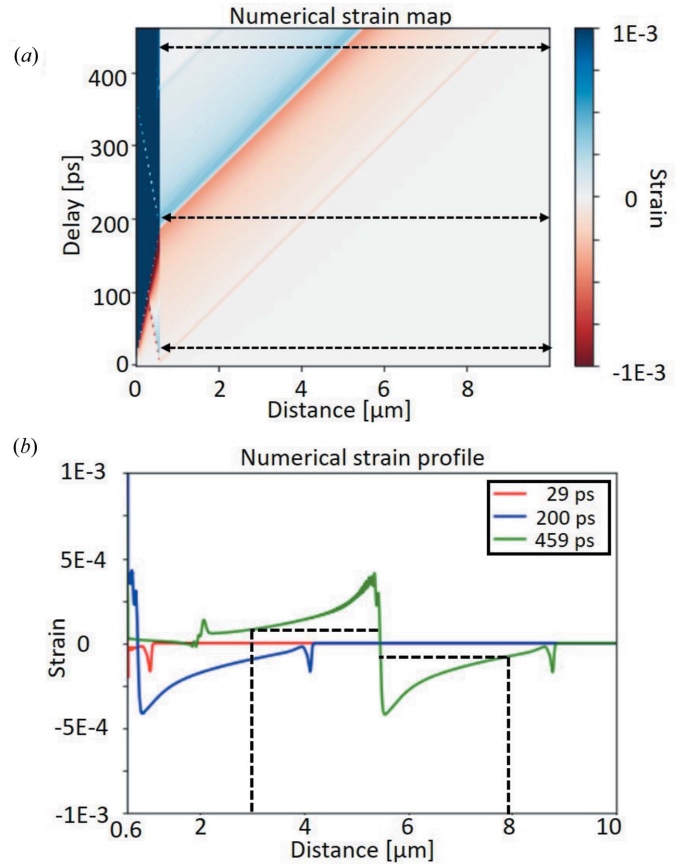 Numerical strain map
(a)
1E-3
0
-1E-3
Strain
400
300
200
100
0
Delay [ps]
0 2 4 6 8
Distance [μm]
(b)
Numerical strain profile
1E-3
5E-4
0
-5E-4
-1E-3
Strain
29 ps
200 ps
459 ps
0.6 2 4 6 8 10
Distance [μm]